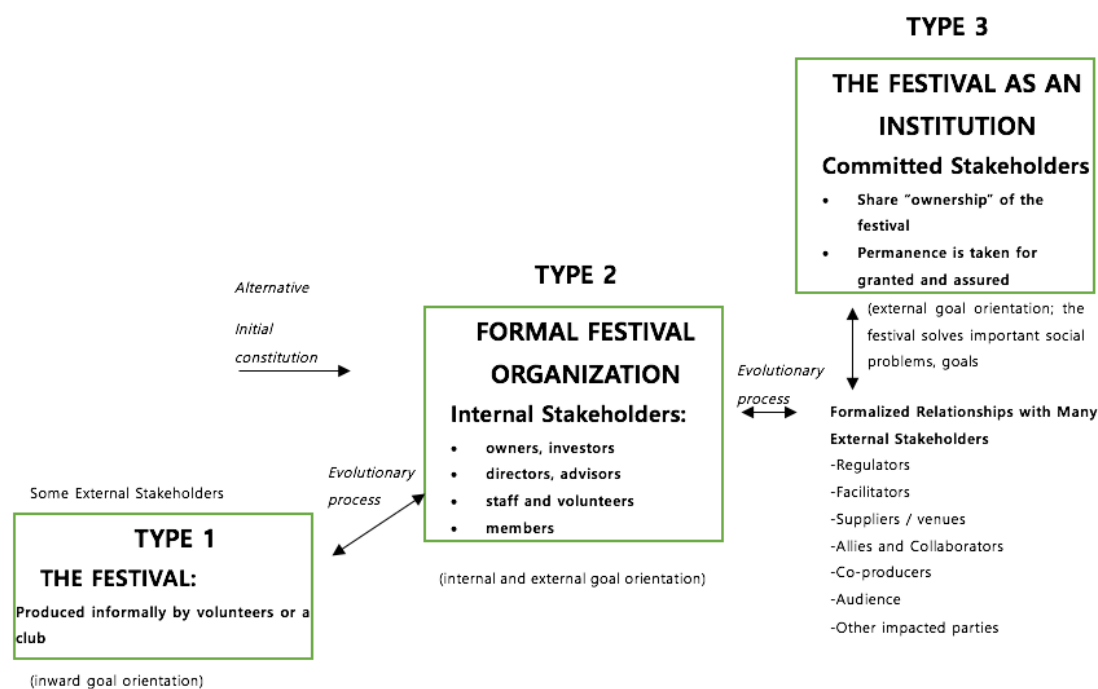 Some External Stakeholders
TYPE 1
THE FESTIVAL:
Produced informally by volunteers or a
club
(inward goal orientation)
Evolutionary
process
Alternative
Initial
constitution
TYPE 2
FORMAL FESTIVAL
ORGANIZATION
Internal Stakeholders:
• owners, investors
• directors, advisors
• staff and volunteers
• members
(internal and external goal orientation)
Evolutionary
process
TYPE 3
THE FESTIVAL AS AN
INSTITUTION
Committed Stakeholders
• Share “ownership” of the
festival
• Permanence is taken for
granted and assured
(external goal orientation; the
festival solves important social
problems, goals
Formalized Relationships with Many
External Stakeholders
-Regulators
-Facilitators
-Suppliers / venues
-Allies and Collaborators
-Co-producers
-Audience
-Other impacted parties